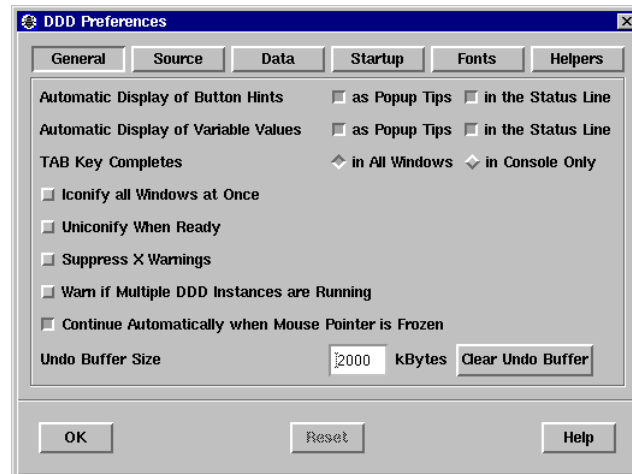 DDD Preferences
General Source Data Startup Fonts Helpers
Automatic Display of Button Hints as Popup Tips in the Status Line
Automatic Display of Variable Values as Popup Tips in the Status Line
TAB Key Completes in All Windows in Console Only
Iconify all Windows at Once
Uniconify When Ready
Suppress X Warnings
Warn if Multiple DDD Instances are Running
Continue Automatically when Mouse Pointer is Frozen
Undo Buffer Size 2000 kBytes Clear Undo Buffer
OK Reset Help